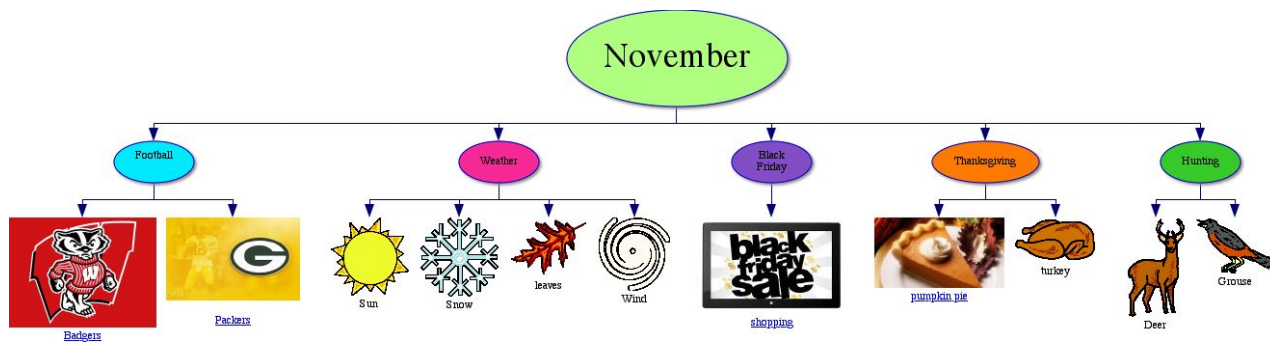 November
Football
Weather
Black
Friday
Thanksgiving
Hunting
W
G
black
friday
sale
Sun
Snow
leaves
Wind
pumpkin pie
turkey
Deer
Grouse
Badgers
Packers
shopping